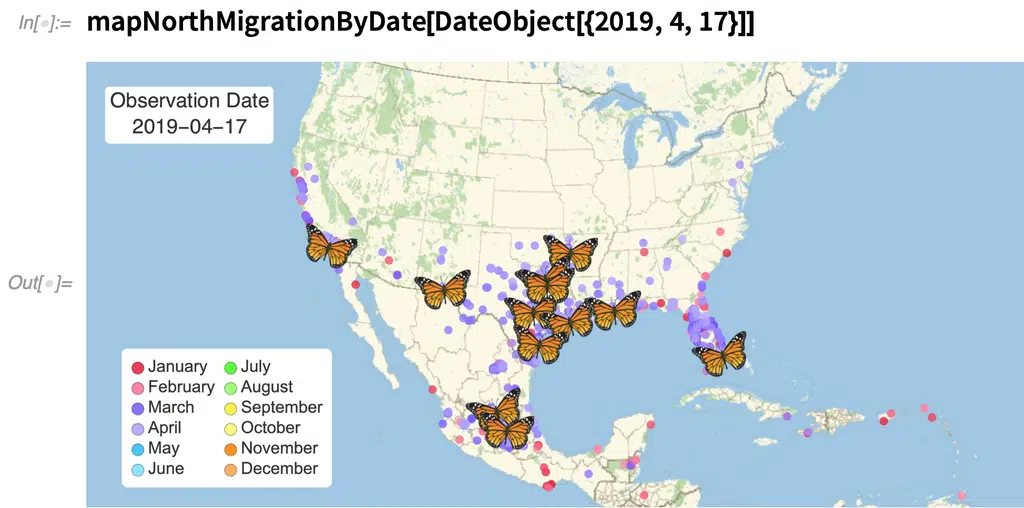 In[●]:= mapNorthMigrationByDate[DateObject[{2019, 4, 17}]]
Observation Date
2019-04-17
Out[●]=
January
February
March
April
May
June
July
August
September
October
November
December